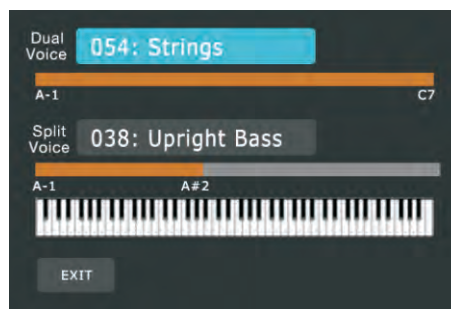 Dual
Voice
054: Strings
A-1 C7
Split
Voice
038: Upright Bass
A-1 A#2
EXIT